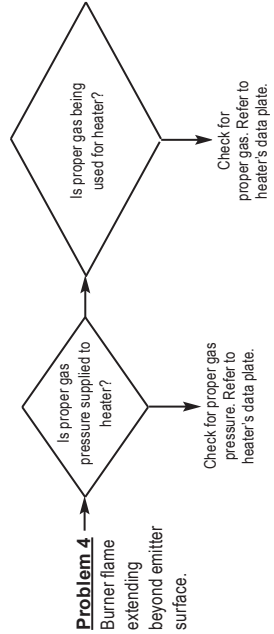 Problem 4
Burner flame
extending
beyond emitter
surface.
Is proper gas
pressure supplied to
heater?
Check for proper gas
pressure. Refer to
heater's data plate.
Is proper gas being
used for heater?
Check for
proper gas. Refer to
heater's data plate.